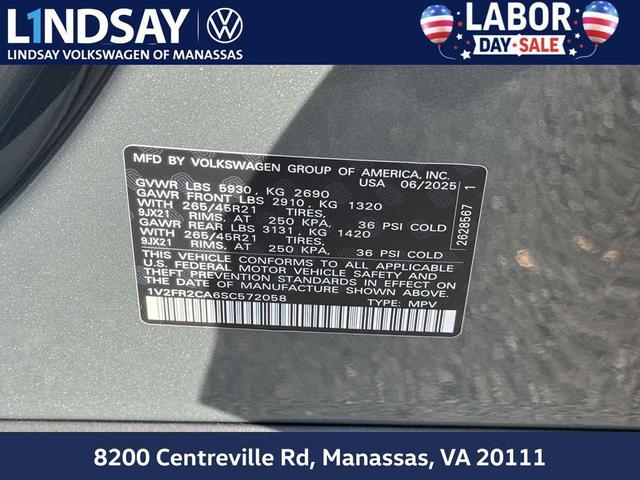 LINDSAY
LINDSAY VOLKSWAGEN OF MANASSAS
LABOR
DAY SALE
MFD BY VOLKSWAGEN GROUP OF AMERICA, INC.
USA 06/2025
GVWR LBS 5930, KG 2690
GAWR FRONT LBS 2910, KG 1320
WITH 265/45R21 TIRES,
9JX21 RIMS, AT 250 KPA, 36 PSI COLD
GAWR REAR LBS 3131, KG 1420
WITH 265/45R21 TIRES,
9JX21 RIMS, AT 250 KPA, 36 PSI COLD
THIS VEHICLE CONFORMS TO ALL APPLICABLE
U.S. FEDERAL MOTOR VEHICLE SAFETY AND
THEFT PREVENTION STANDARDS IN EFFECT ON
THE DATE OF MANUFACTURE SHOWN ABOVE.
1V2FR2CA6SC572058
TYPE: MPV
2628567 1
8200 Centreville Rd, Manassas, VA 20111